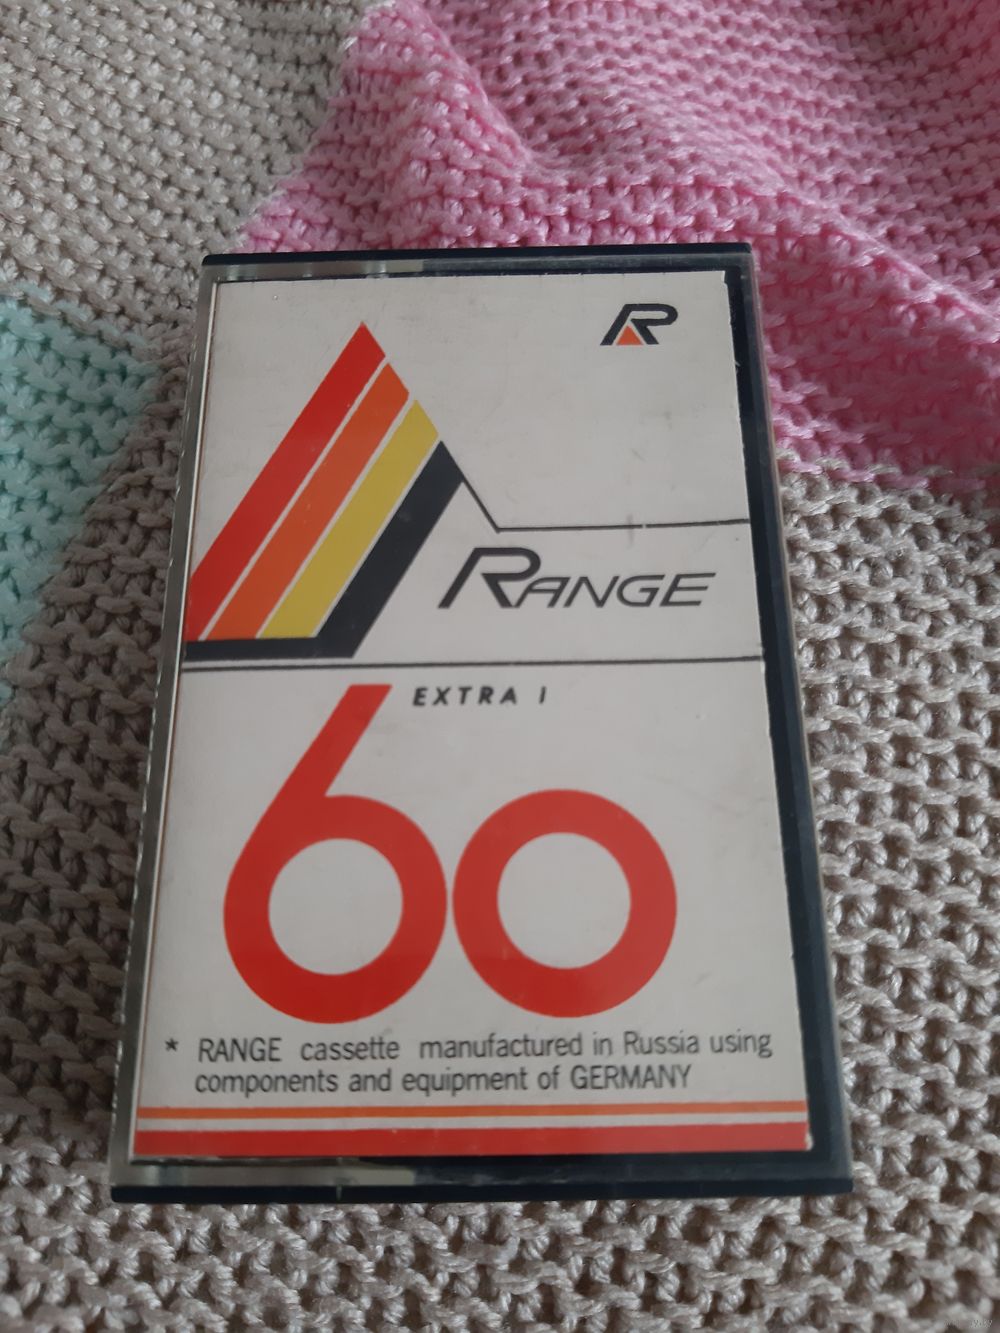 R
RANGE
EXTRA I
60
* RANGE cassette manufactured in Russia using
components and equipment of GERMANY